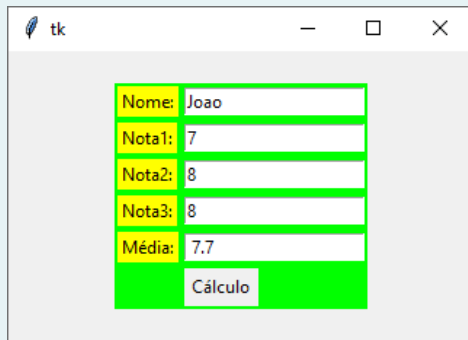 tk
Nome: Joao
Nota1: 7
Nota2: 8
Nota3: 8
Média: 7.7
Cálculo